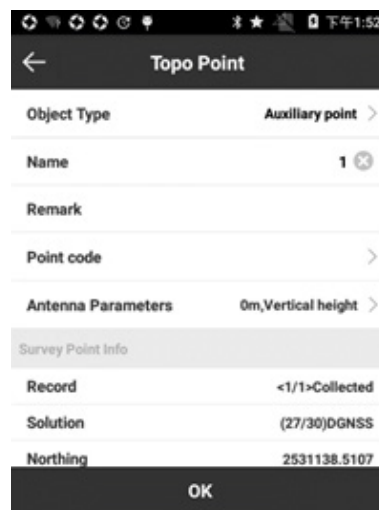 下午1:52
Topo Point
Object Type Auxiliary point
Name 1
Remark
Point code
Antenna Parameters 0m,Vertical height
Survey Point Info
Record <1/1>Collected
Solution (27/30)DGNSS
Northing 2531138.5107
OK